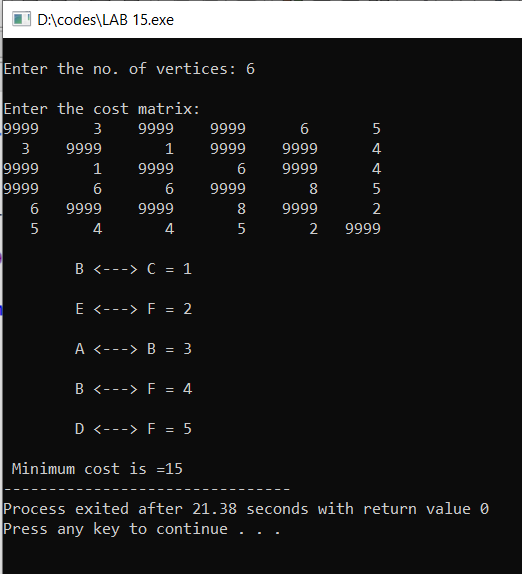 D:\codes\LAB 15.exe
Enter the no. of vertices: 6
Enter the cost matrix:
9999 3 9999 9999 6 5
3 9999 1 9999 9999 4
9999 1 9999 6 9999 4
9999 6 6 9999 8 5
6 9999 9999 8 9999 2
5 4 4 5 2 9999
B <---> C = 1
E <---> F = 2
A <---> B = 3
B <---> F = 4
D <---> F = 5
Minimum cost is =15
--------------------------------
Process exited after 21.38 seconds with return value 0
Press any key to continue . . .